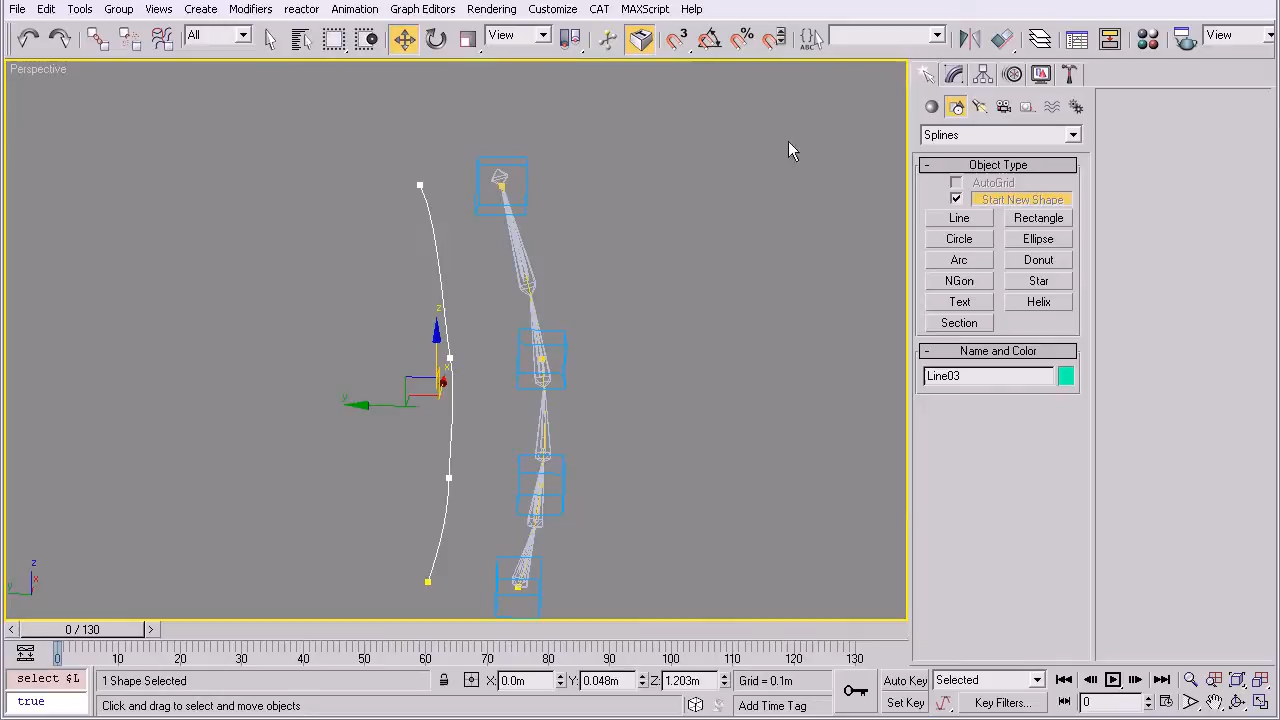 File Edit Tools Group Views Create Modifiers reactor Animation Graph Editors Rendering Customize CAT MAXScript Help
All View 3 % ABC View
Perspective
z
x
y
z
x
y
Splines
- Object Type
AutoGrid
Start New Shape
Line Rectangle
Circle Ellipse
Arc Donut
NGon Star
Text Helix
Section
- Name and Color
Line03
< 0 / 130 >
0 10 20 30 40 50 60 70 80 90 100 110 120 130
select $L 1 Shape Selected X: 0.0m Y: 0.048m Z: 1.203m Grid = 0.1m Auto Key Selected
true Click and drag to select and move objects Add Time Tag Set Key Key Filters... 0